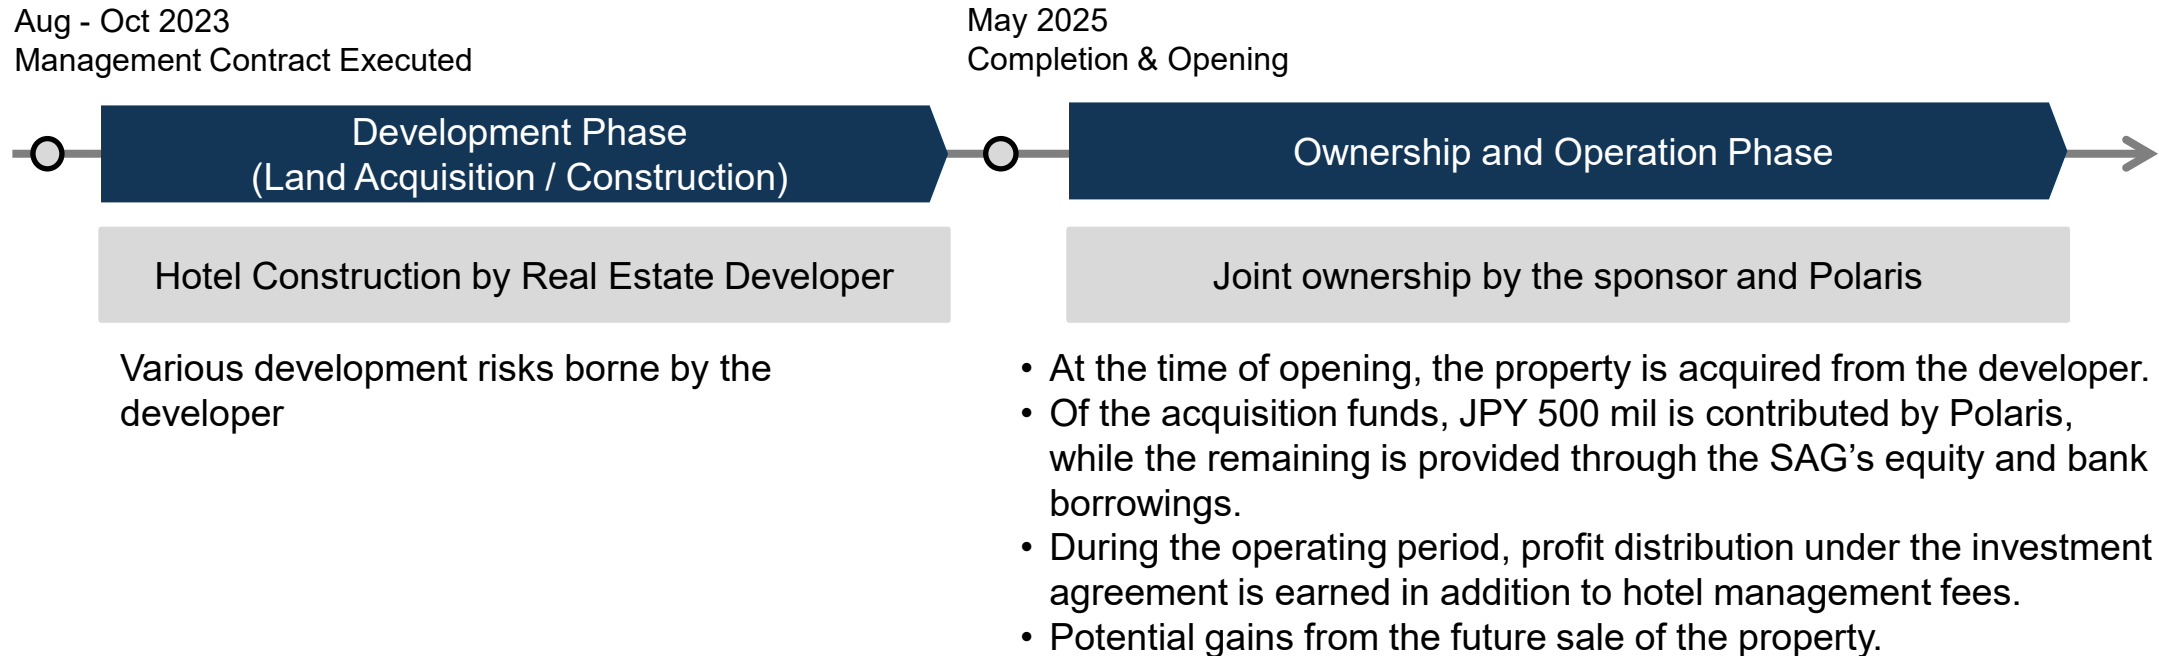 Aug - Oct 2023
Management Contract Executed
May 2025
Completion & Opening
Development Phase
(Land Acquisition / Construction)
Ownership and Operation Phase
Hotel Construction by Real Estate Developer
Joint ownership by the sponsor and Polaris
Various development risks borne by the
developer
• At the time of opening, the property is acquired from the developer.
• Of the acquisition funds, JPY 500 mil is contributed by Polaris,
while the remaining is provided through the SAG’s equity and bank
borrowings.
• During the operating period, profit distribution under the investment
agreement is earned in addition to hotel management fees.
• Potential gains from the future sale of the property.